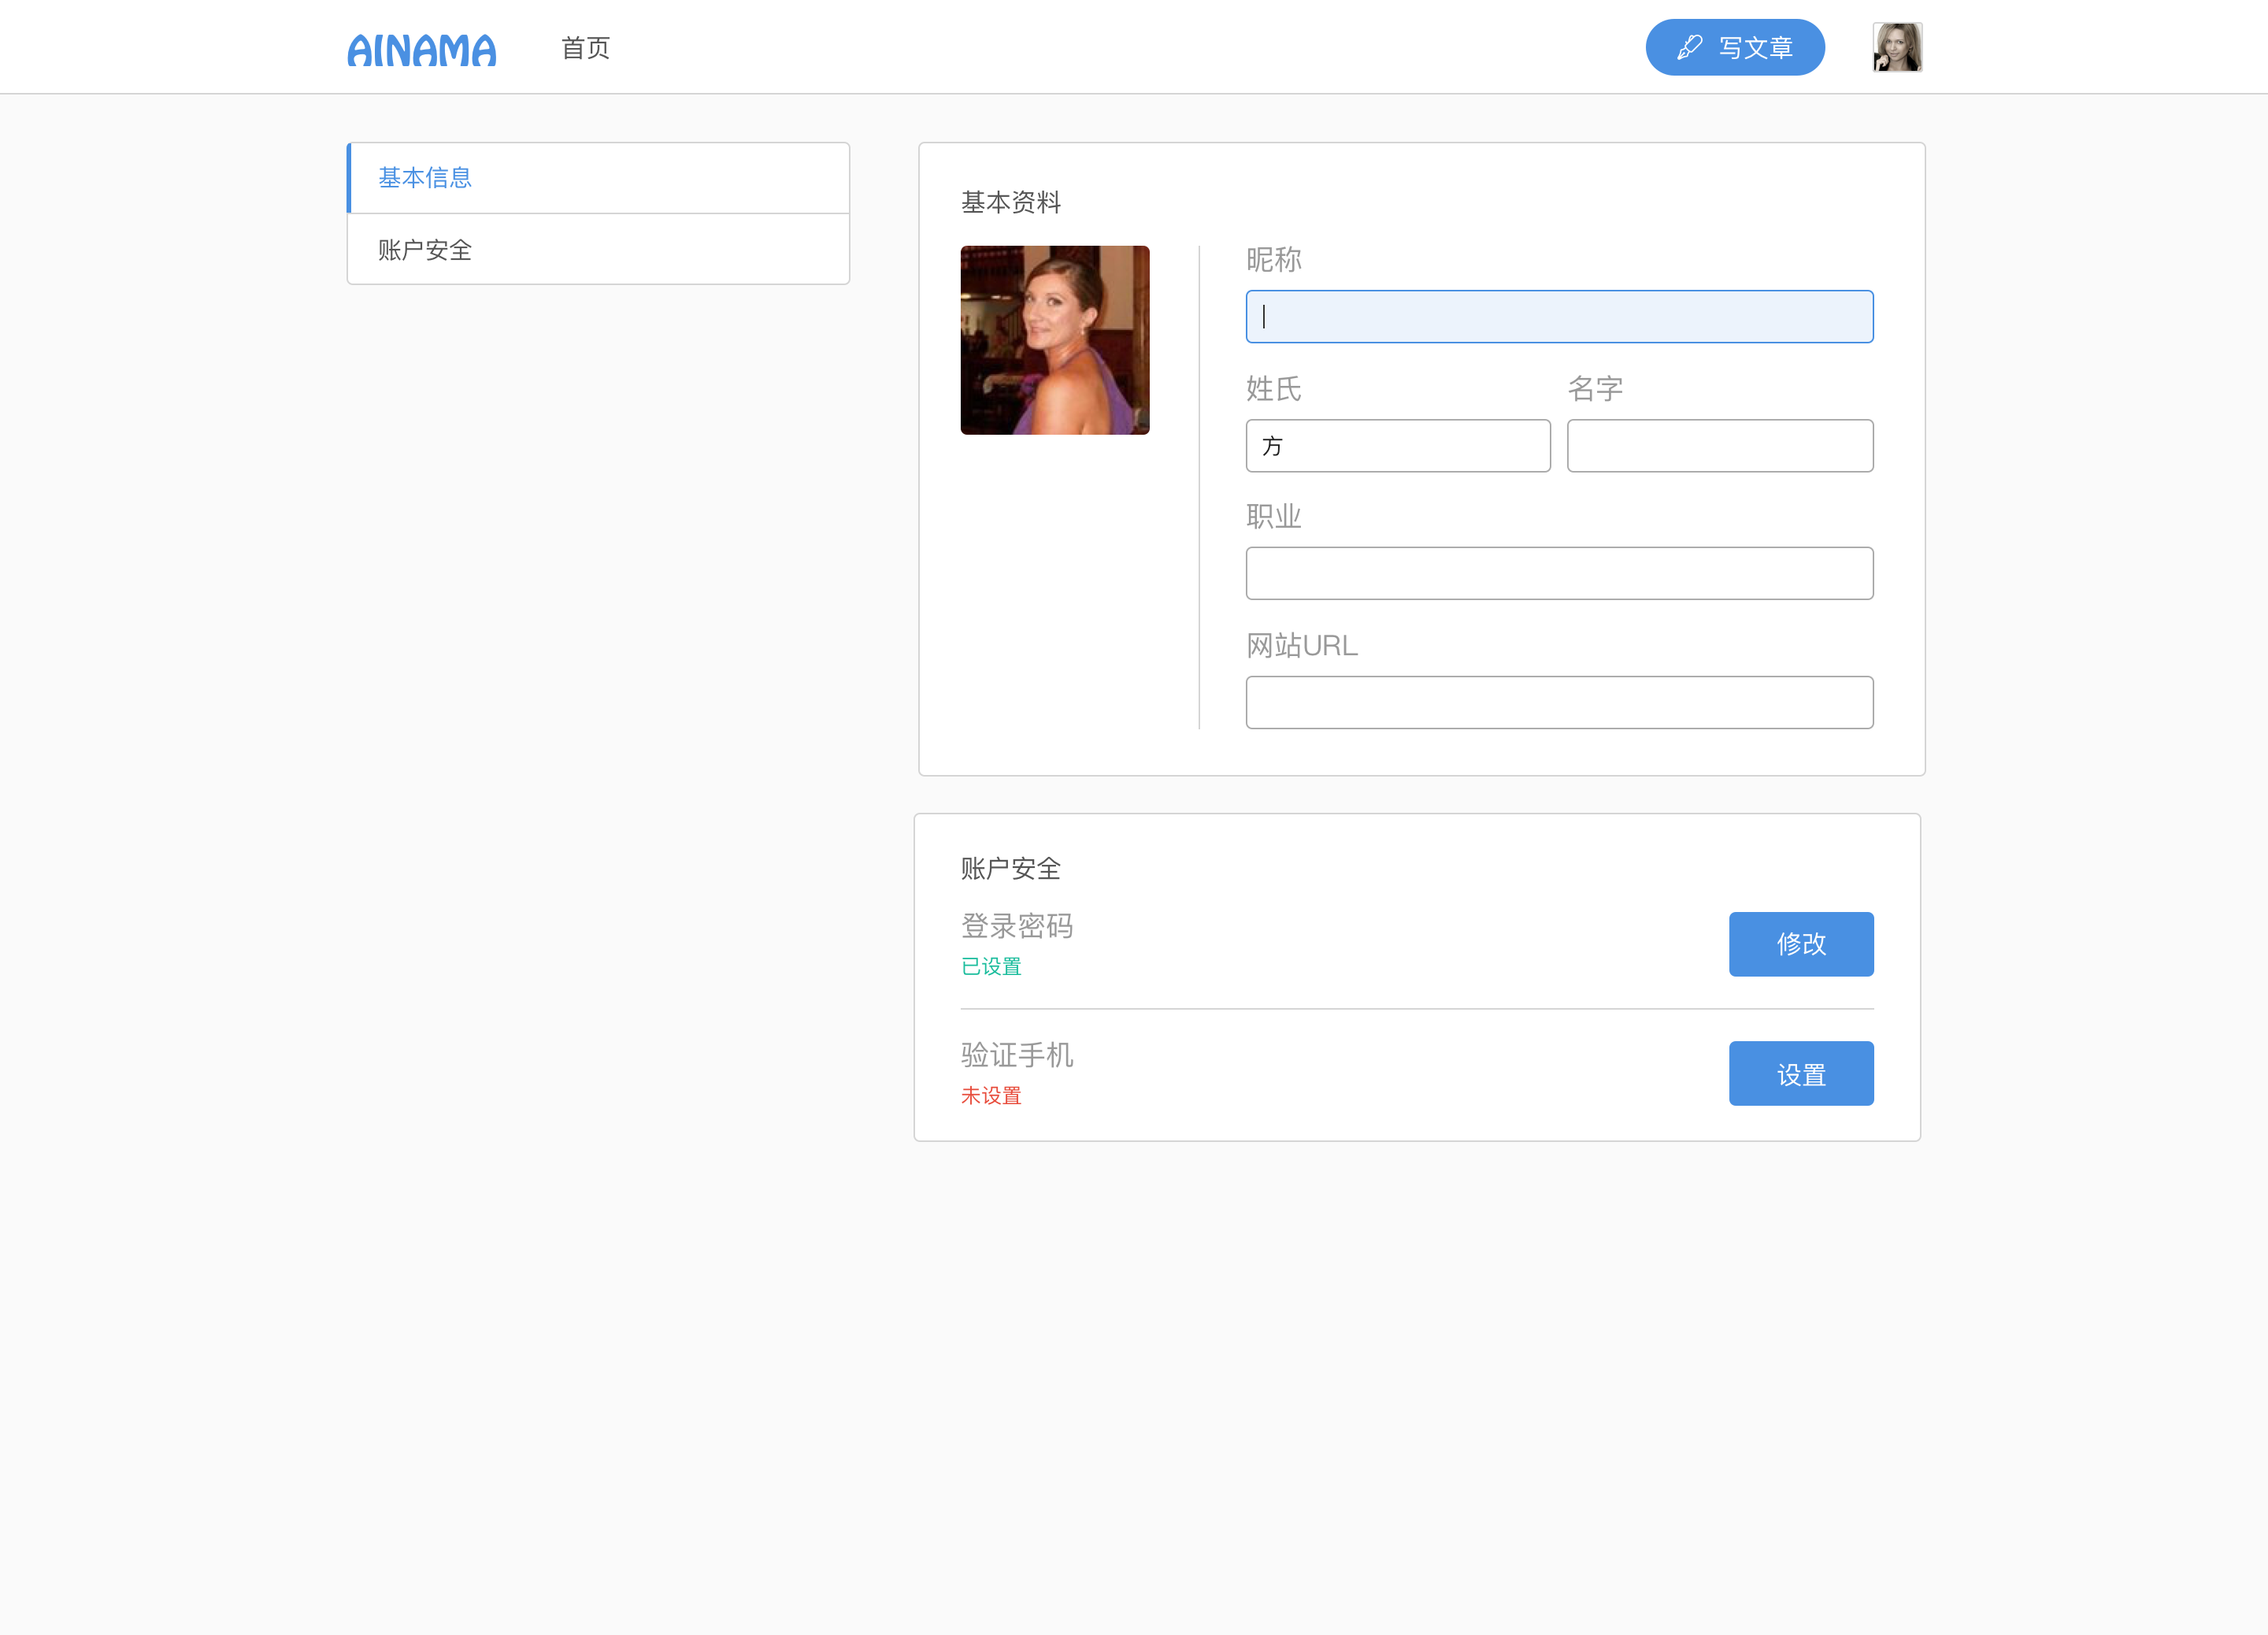 AINAMA
首页
写文章
基本信息
账户安全
基本资料
昵称
姓氏
名字
方
职业
网站URL
账户安全
登录密码
已设置
修改
验证手机
未设置
设置